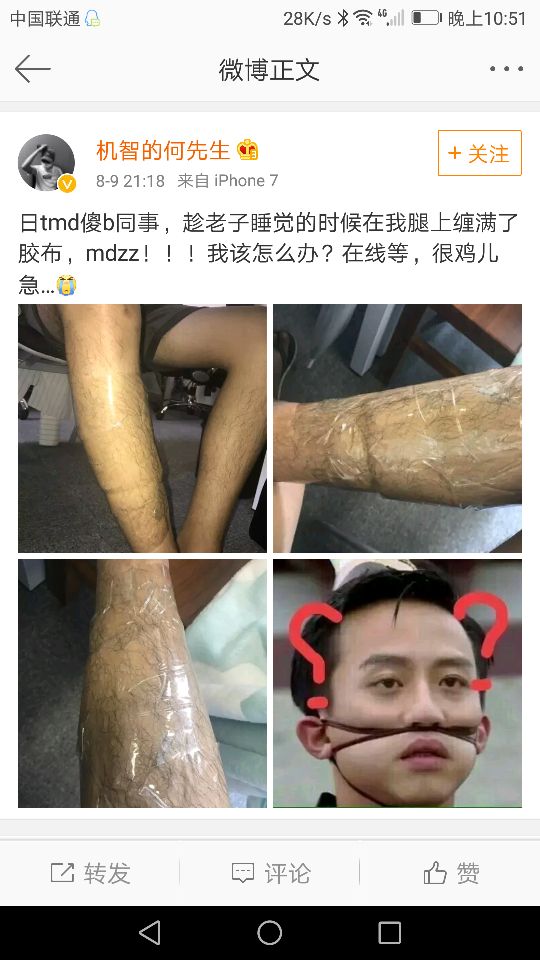 中国联通
28K/s 4G 晚上10:51
微博正文
机智的何先生
8-9 21:18 来自 iPhone 7
+ 关注
日tmd傻b同事，趁老子睡觉的时候在我腿上缠满了
胶布，mdzz！！！我该怎么办？在线等，很鸡儿
急...
? ?
转发
评论
赞